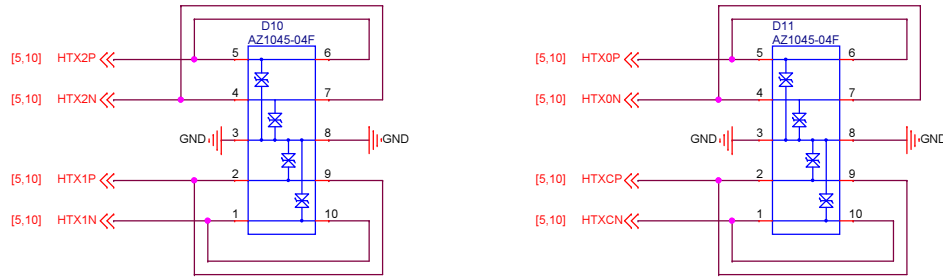 D10
AZ1045-04F
[5,10] HTX2P 5 6
[5,10] HTX2N 4 7
GND 3 8 GND
[5,10] HTX1P 2 9
[5,10] HTX1N 1 10
D11
AZ1045-04F
[5,10] HTX0P 5 6
[5,10] HTX0N 4 7
GND 3 8 GND
[5,10] HTXCP 2 9
[5,10] HTXCN 1 10